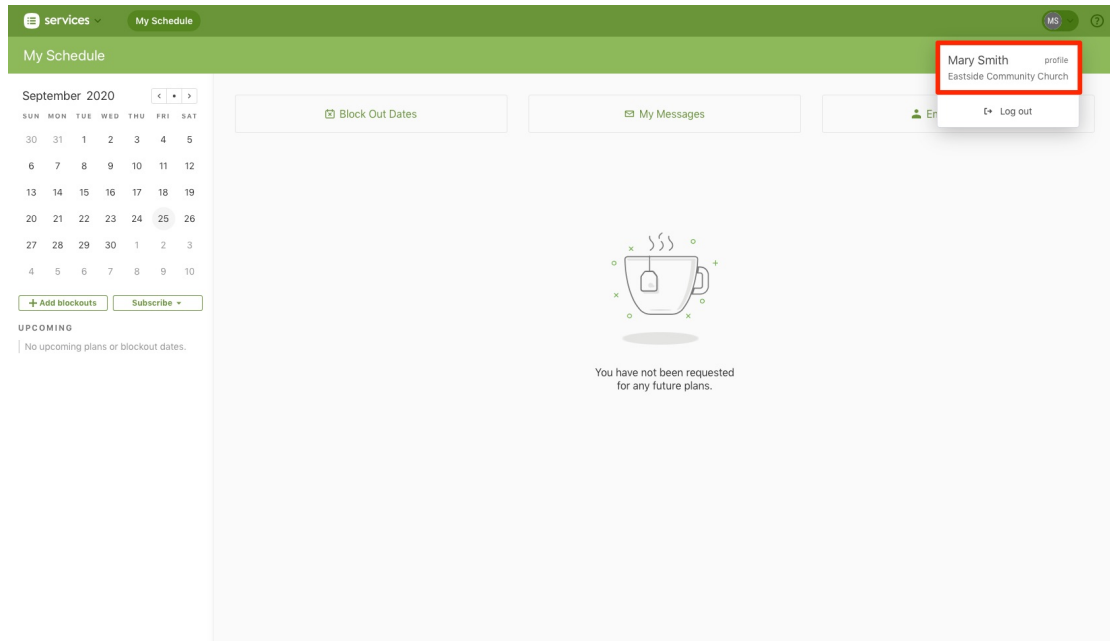 services
My Schedule
MS
?
My Schedule
Mary Smith profile
Eastside Community Church
Log out
September 2020
SUN MON TUE WED THU FRI SAT
30 31 1 2 3 4 5
6 7 8 9 10 11 12
13 14 15 16 17 18 19
20 21 22 23 24 25 26
27 28 29 30 1 2 3
4 5 6 7 8 9 10
+ Add blockouts
Subscribe
UPCOMING
No upcoming plans or blockout dates.
Block Out Dates
My Messages
You have not been requested
for any future plans.